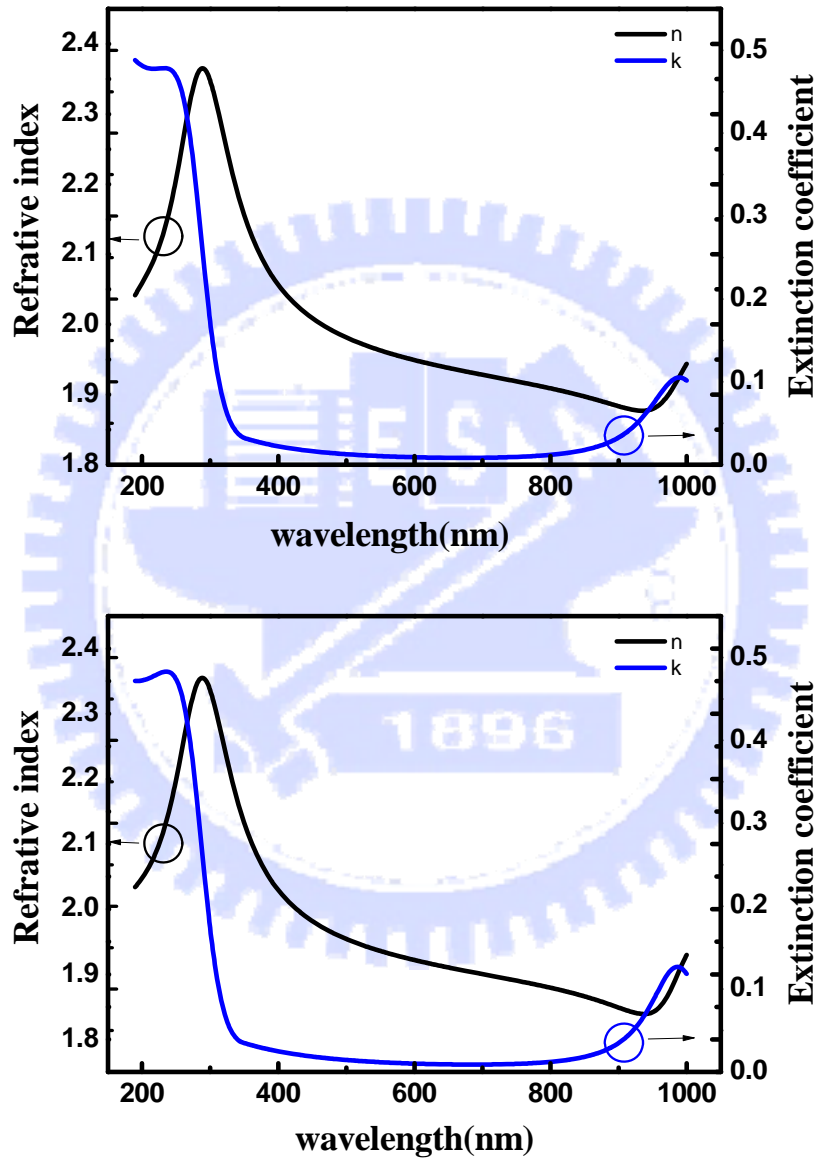 n
k
Refrative index
2.4
2.3
2.2
2.1
2.0
1.9
1.8
Extinction coefficient
0.5
0.4
0.3
0.2
0.1
0.0
200 400 600 800 1000
wavelength(nm)
ES
n
k
Refrative index
2.4
2.3
2.2
2.1
2.0
1.9
1.8
Extinction coefficient
0.5
0.4
0.3
0.2
0.1
0.0
1896
200 400 600 800 1000
wavelength(nm)